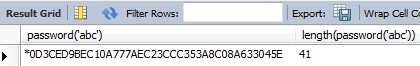 Result Grid Filter Rows: Export: Wrap Cell Co
password('abc') length(password('abc'))
*0D3CED9BEC10A777AEC23CCC353A8C08A633045E 41